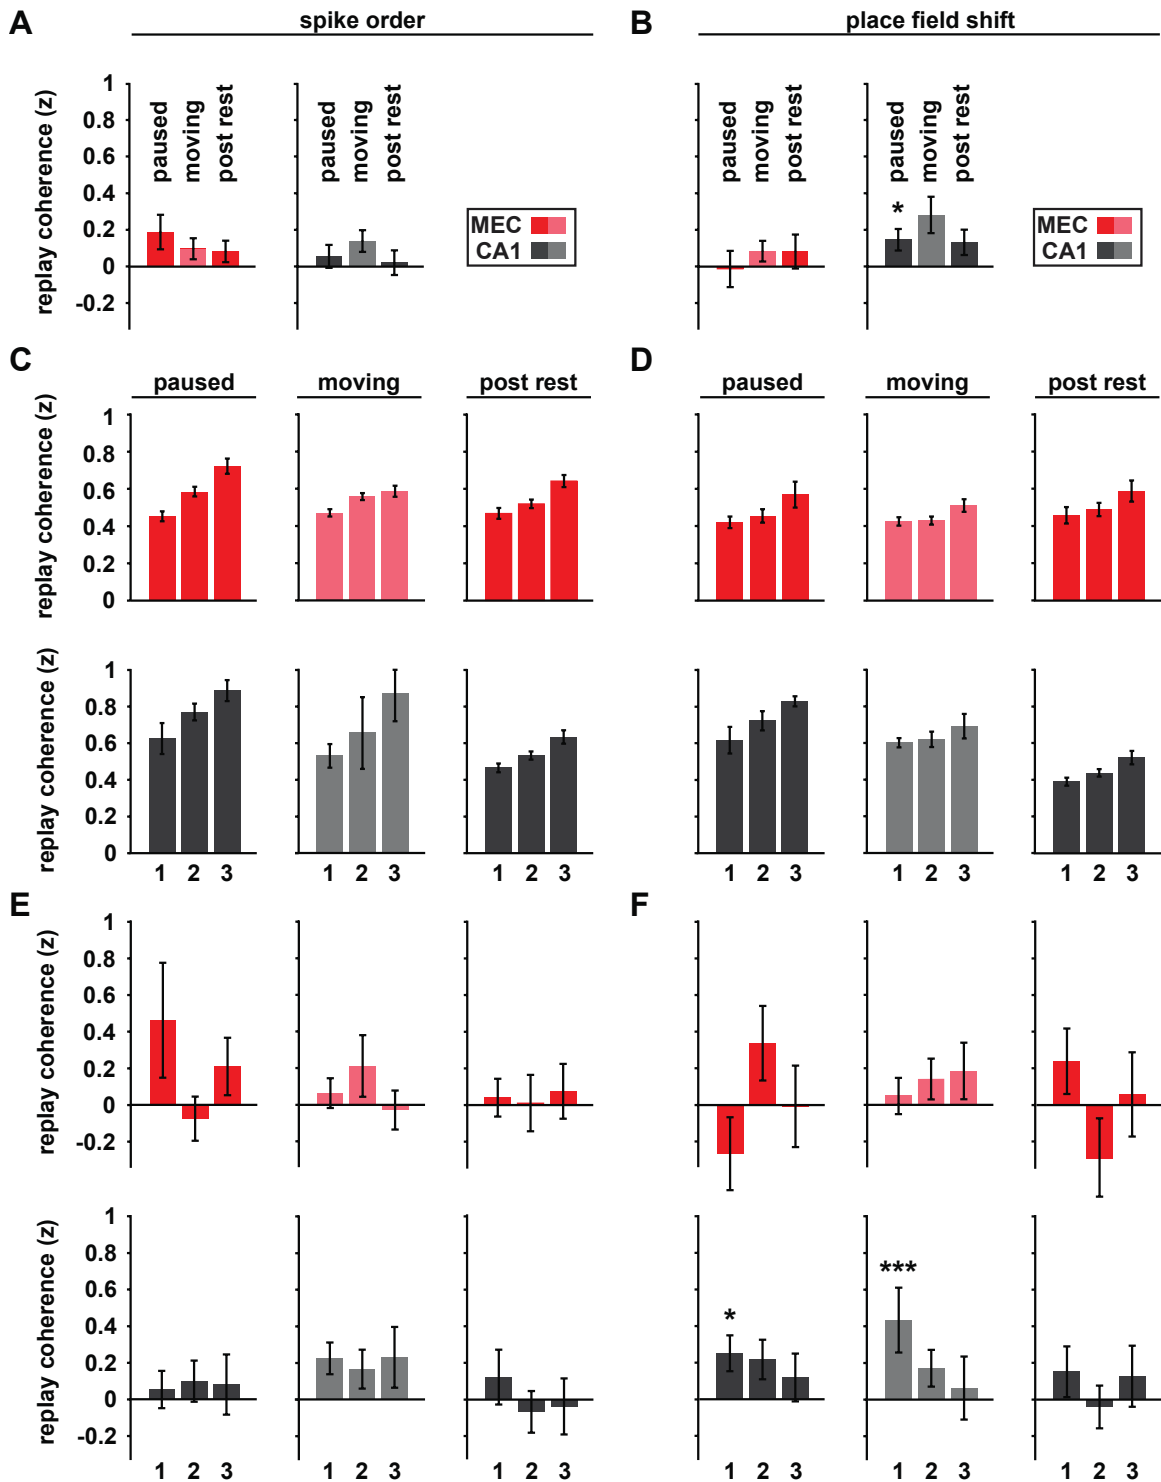 A
spike order
B
place field shift
replay coherence (z)
1
0.8
0.6
0.4
0.2
0
-0.2
paused
moving
post rest
paused
moving
post rest
MEC
CA1
paused
moving
post rest
*
paused
moving
post rest
MEC
CA1
C
paused
moving
post rest
D
paused
moving
post rest
replay coherence (z)
1
0.8
0.6
0.4
0.2
0
replay coherence (z)
1
0.8
0.6
0.4
0.2
0
1 2 3
1 2 3
1 2 3
1 2 3
1 2 3
1 2 3
E
F
replay coherence (z)
1
0.8
0.6
0.4
0.2
0
-0.2
replay coherence (z)
1
0.8
0.6
0.4
0.2
0
-0.2
*
***
1 2 3
1 2 3
1 2 3
1 2 3
1 2 3
1 2 3